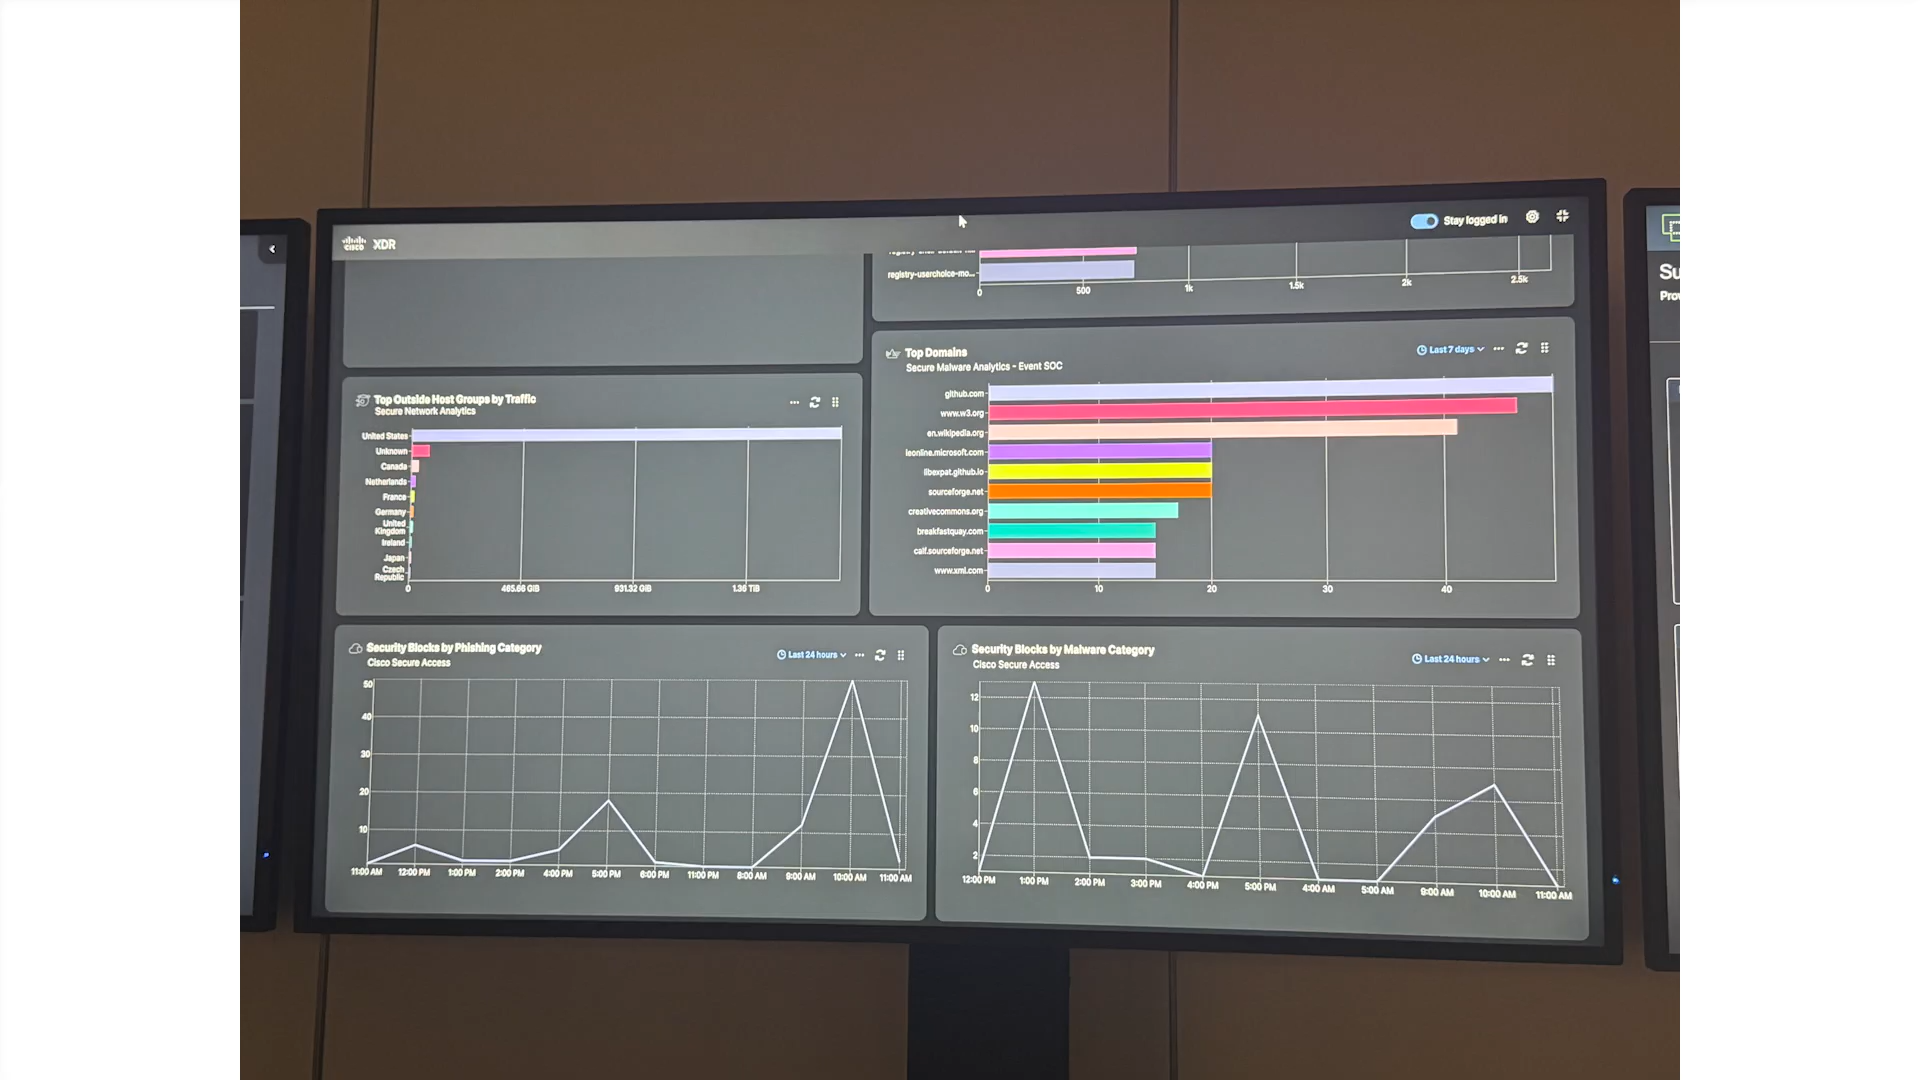 CISCO XDR
Stay logged in
registry-userchoice-mo...
0 500 1k 1.5k 2k 2.5k
Top Outside Host Groups by Traffic
Secure Network Analytics
United States
Unknown
Canada
Netherlands
France
Germany
United
Kingdom
Ireland
Japan
Czech
Republic
0 465.66 GiB 931.32 GiB 1.36 TiB
Top Domains
Secure Malware Analytics - Event SOC
Last 7 days
github.com
www.w3.org
en.wikipedia.org
ieonline.microsoft.com
libexpat.github.io
sourceforge.net
creativecommons.org
breakfastquay.com
calf.sourceforge.net
www.xml.com
0 10 20 30 40
Security Blocks by Phishing Category
Cisco Secure Access
Last 24 hours
50
40
30
20
10
11:00 AM 12:00 PM 1:00 PM 2:00 PM 4:00 PM 5:00 PM 6:00 PM 11:00 PM 8:00 AM 9:00 AM 10:00 AM 11:00 AM
Security Blocks by Malware Category
Cisco Secure Access
Last 24 hours
12
10
8
6
4
2
12:00 PM 1:00 PM 2:00 PM 3:00 PM 4:00 PM 5:00 PM 4:00 AM 5:00 AM 9:00 AM 10:00 AM 11:00 AM
Su
Pro